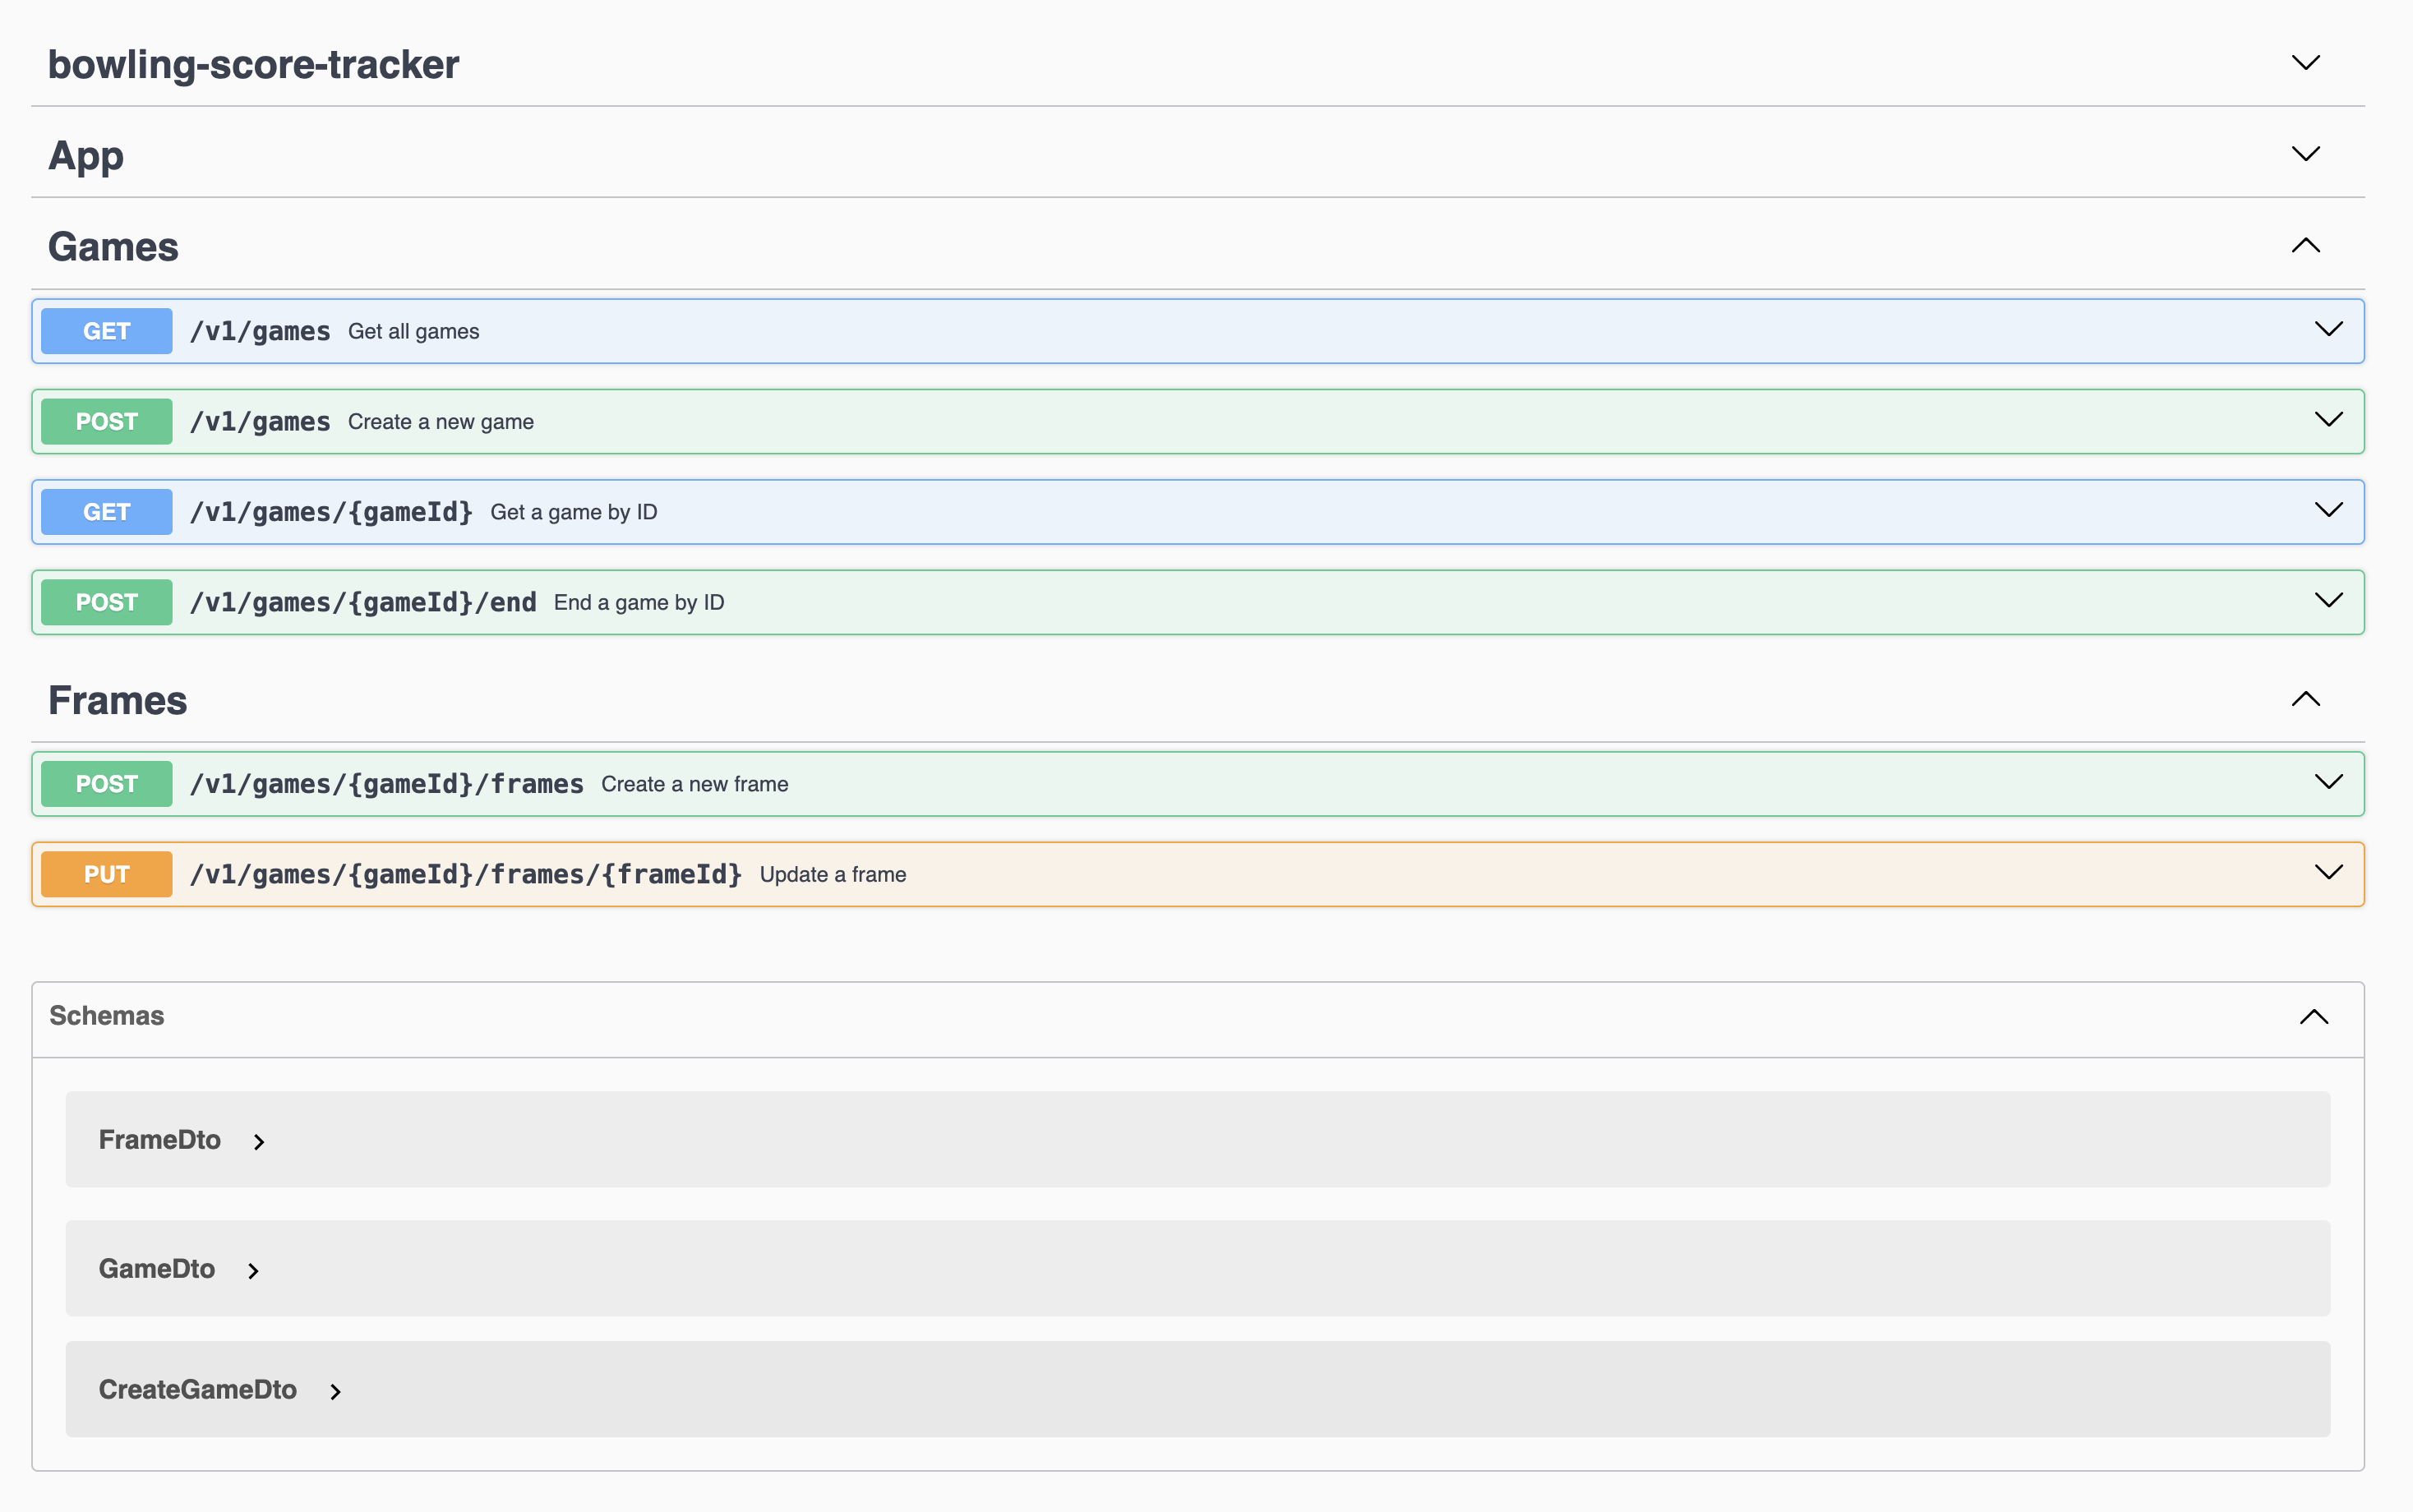 bowling-score-tracker
App
Games
GET /v1/games Get all games
POST /v1/games Create a new game
GET /v1/games/{gameId} Get a game by ID
POST /v1/games/{gameId}/end End a game by ID
Frames
POST /v1/games/{gameId}/frames Create a new frame
PUT /v1/games/{gameId}/frames/{frameId} Update a frame
Schemas
FrameDto
GameDto
CreateGameDto